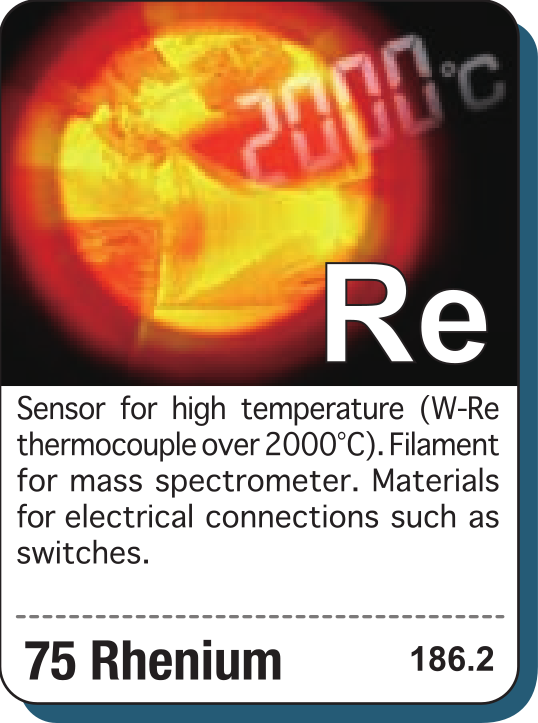 2000°C
Re
Sensor for high temperature (W-Re
thermocouple over 2000°C). Filament
for mass spectrometer. Materials
for electrical connections such as
switches.
75 Rhenium 186.2